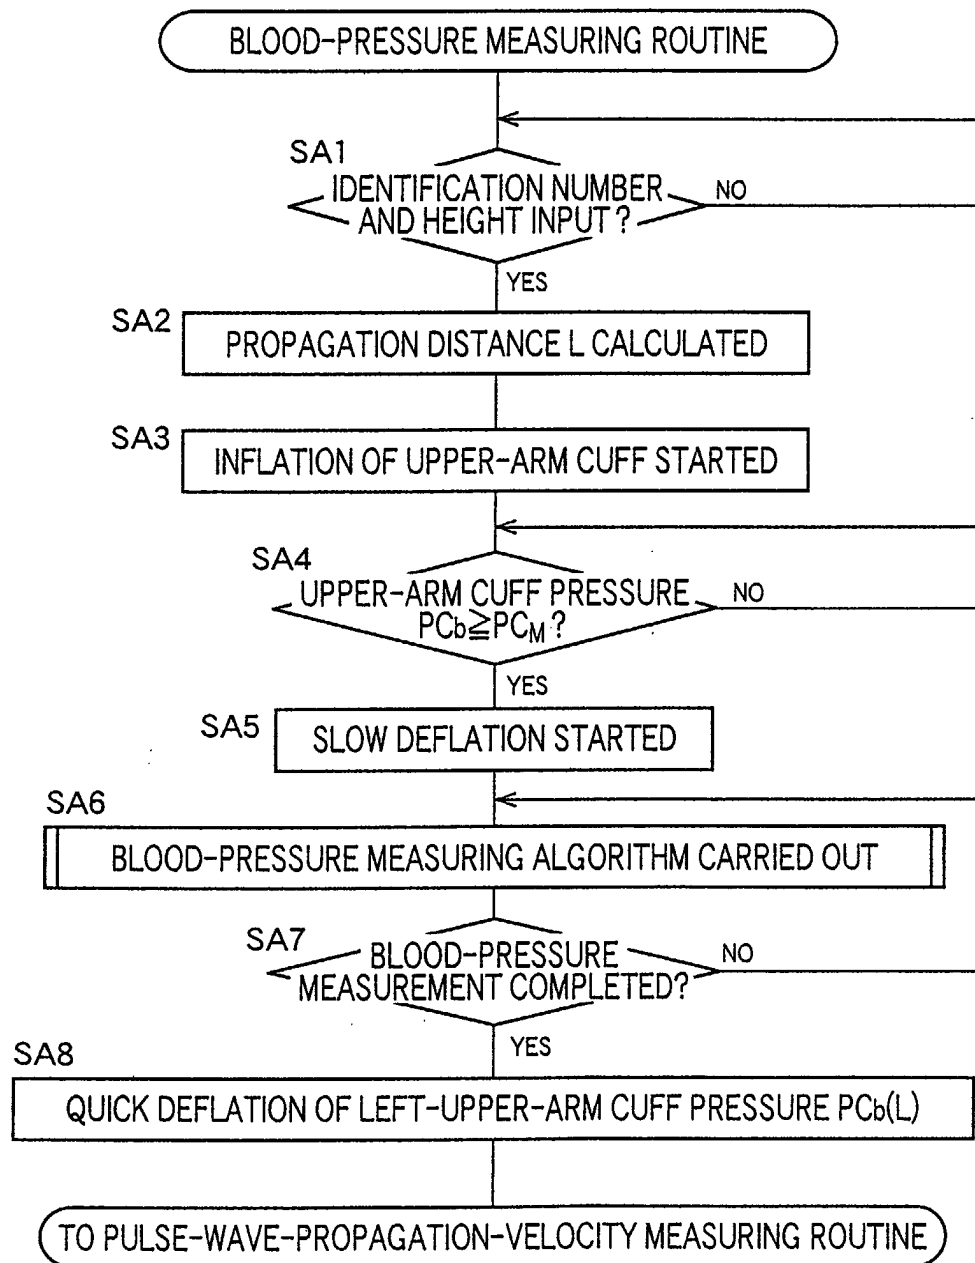 BLOOD-PRESSURE MEASURING ROUTINE
SA1
IDENTIFICATION NUMBER
AND HEIGHT INPUT?
NO
YES
SA2
PROPAGATION DISTANCE L CALCULATED
SA3
INFLATION OF UPPER-ARM CUFF STARTED
SA4
UPPER-ARM CUFF PRESSURE
PCb≧PCM?
NO
YES
SA5
SLOW DEFLATION STARTED
SA6
BLOOD-PRESSURE MEASURING ALGORITHM CARRIED OUT
SA7
BLOOD-PRESSURE
MEASUREMENT COMPLETED?
NO
YES
SA8
QUICK DEFLATION OF LEFT-UPPER-ARM CUFF PRESSURE PCb(L)
TO PULSE-WAVE-PROPAGATION-VELOCITY MEASURING ROUTINE